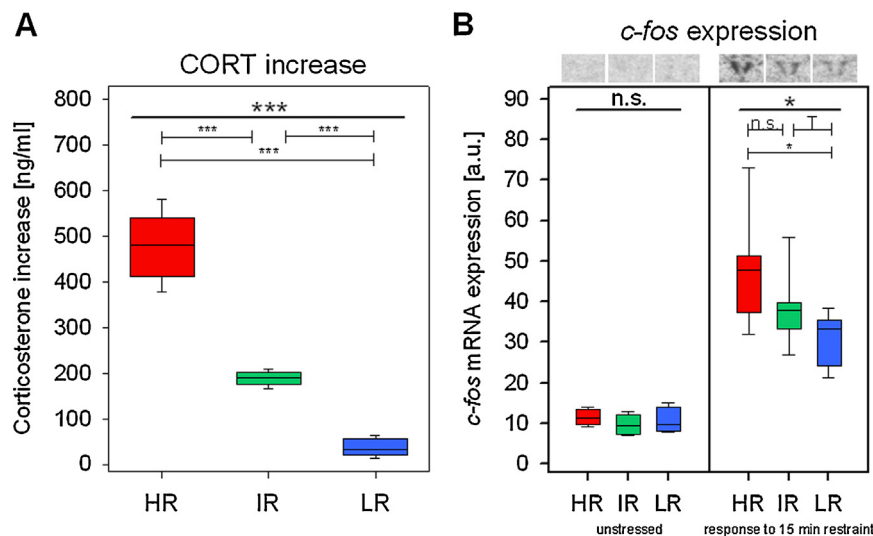 A
CORT increase
Corticosterone increase [ng/ml]
800
700
600
500
400
300
200
100
0
***
*** ***
***
HR IR LR
B
c-fos expression
c-fos mRNA expression [a.u.]
90
80
70
60
50
40
30
20
10
0
n.s.
*
n.s. T
*
HR IR LR HR IR LR
unstressed response to 15 min restraint